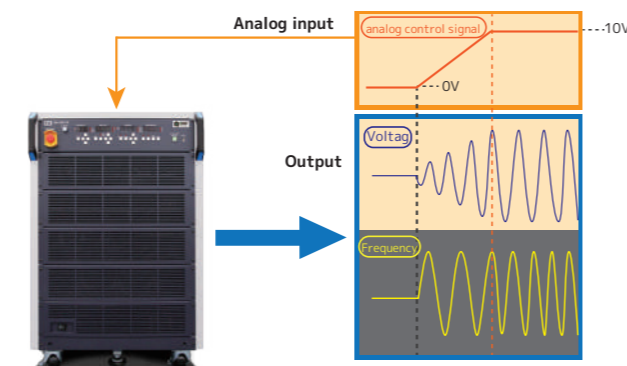 Analog input
analog control signal
10V
0V
Output
Voltag
Frequency